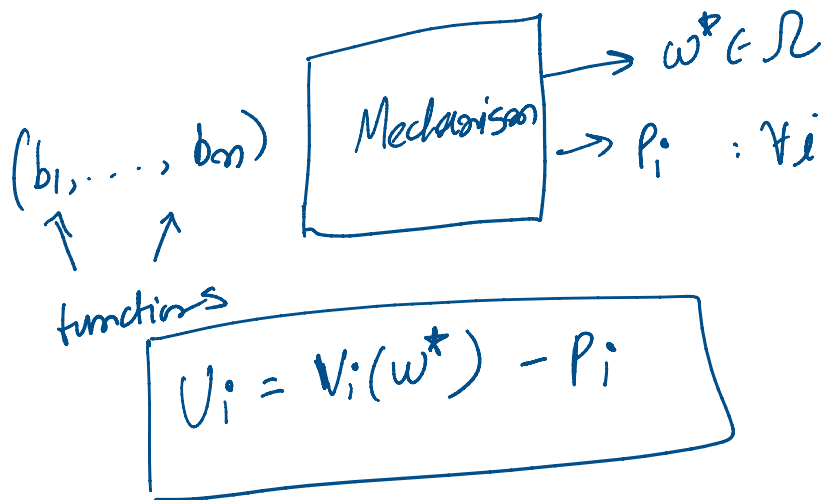 ω* ∈ Ω
(b₁, . . . , bₙ)
Mechanism
Pᵢ : ∀i
functions
Uᵢ = Vᵢ(ω*) - Pᵢ